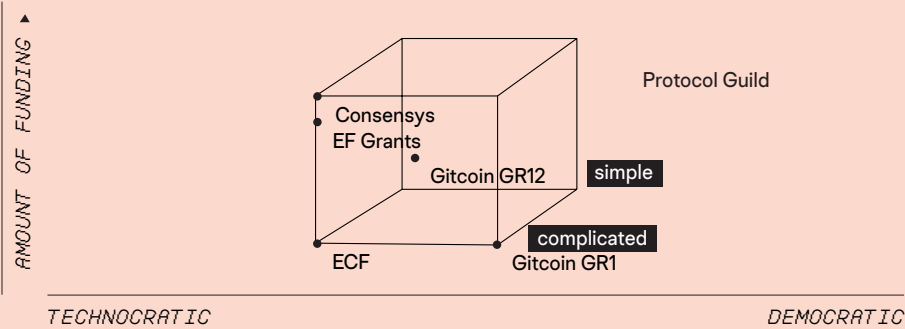 AMOUNT OF FUNDING ▲
Protocol Guild
Consensys
EF Grants
Gitcoin GR12
simple
complicated
ECF
Gitcoin GR1
TECHNOCRATIC
DEMOCRATIC